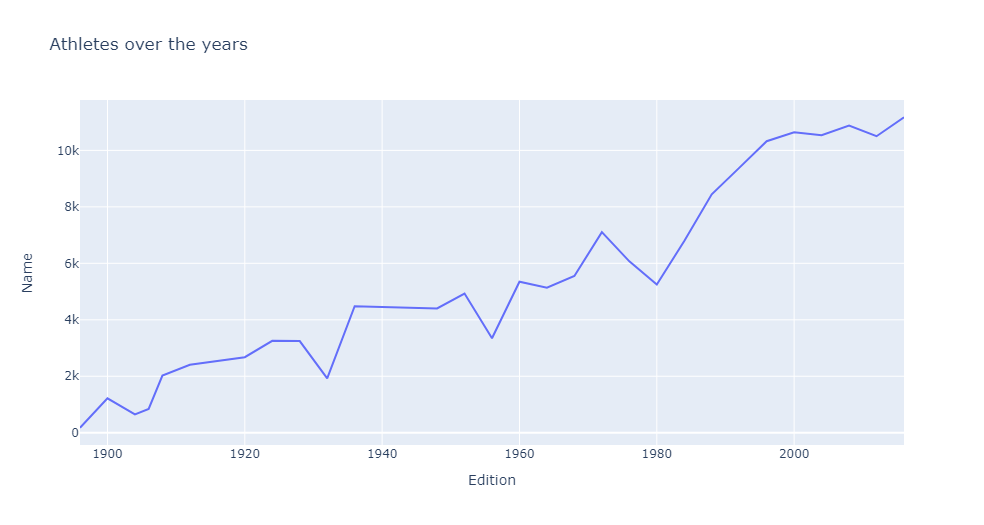 Athletes over the years
Name
10k
8k
6k
4k
2k
0
1900 1920 1940 1960 1980 2000
Edition